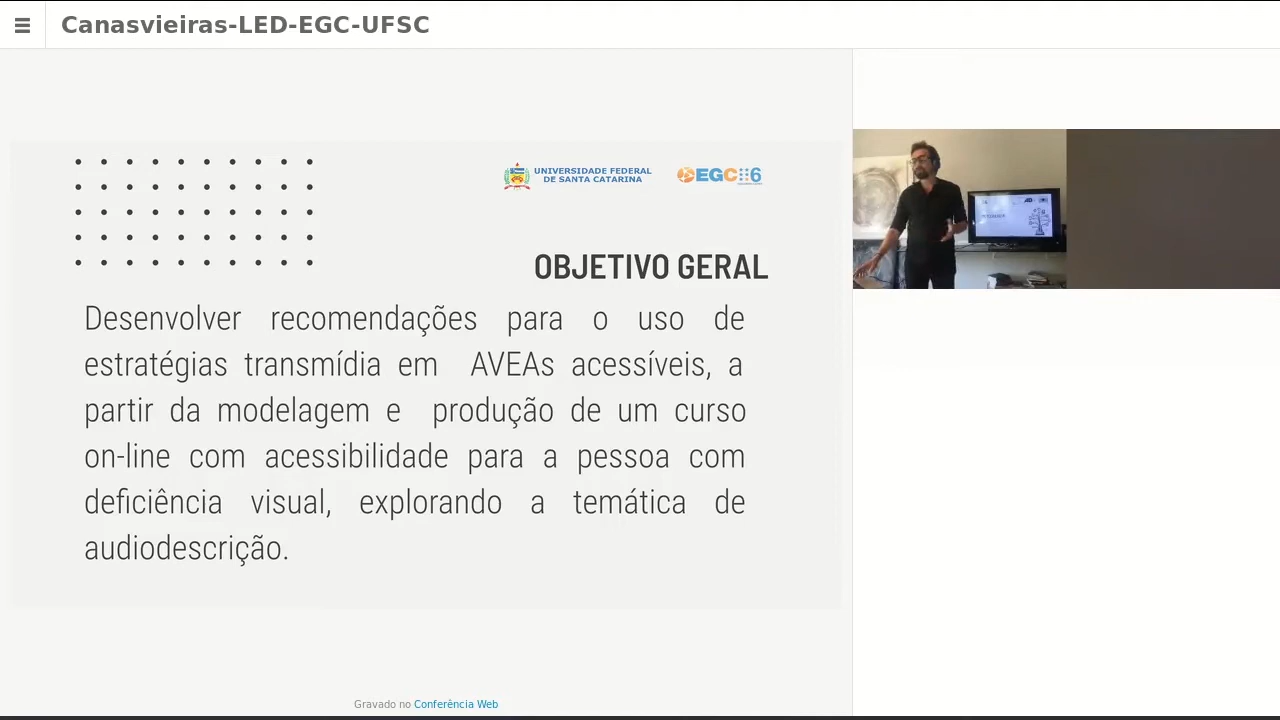 Canasvieiras-LED-EGC-UFSC
UNIVERSIDADE FEDERAL
DE SANTA CATARINA
EGC 6
OBJETIVO GERAL
Desenvolver recomendações para o uso de
estratégias transmídia em AVEAs acessíveis, a
partir da modelagem e produção de um curso
on-line com acessibilidade para a pessoa com
deficiência visual, explorando a temática de
audiodescrição.
Gravado no Conferência Web